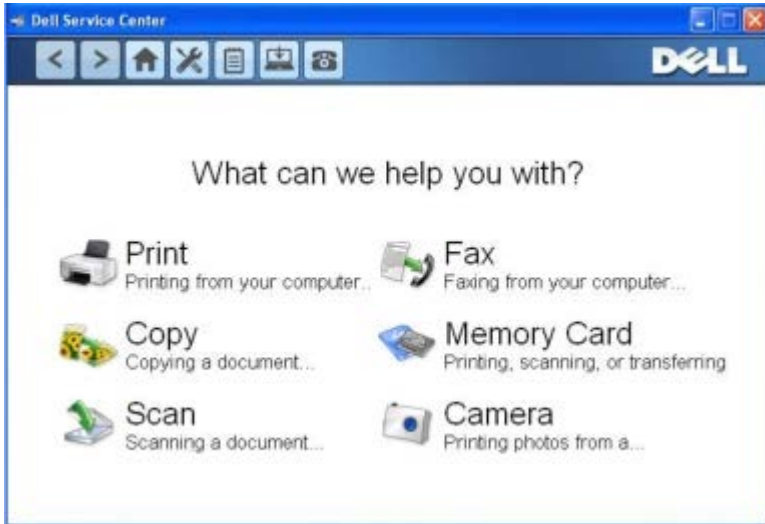 Dell Service Center
DELL
What can we help you with?
Print
Printing from your computer..
Fax
Faxing from your computer...
Copy
Copying a document...
Memory Card
Printing, scanning, or transferring
Scan
Scanning a document...
Camera
Printing photos from a...